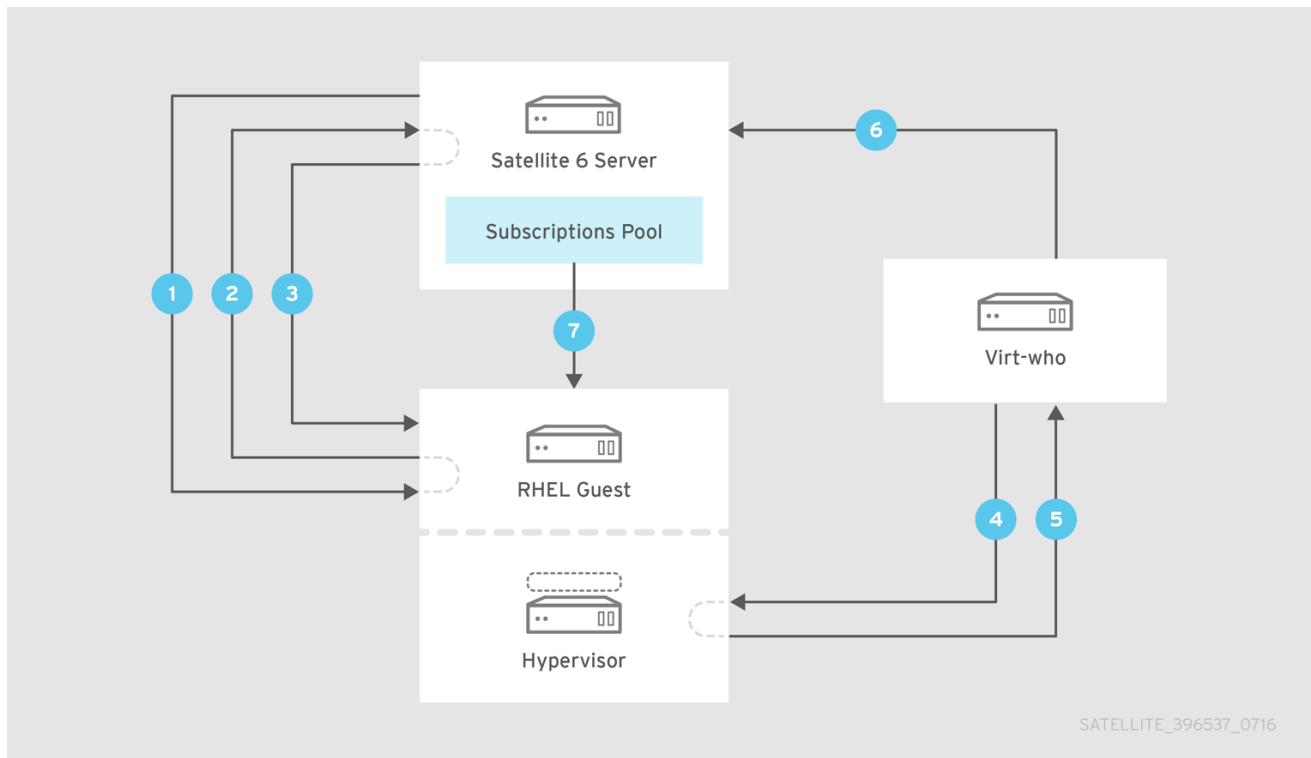 Satellite 6 Server
6
Subscriptions Pool
1
2
3
7
Virt-who
RHEL Guest
4
5
Hypervisor
SATELLITE_396537_0716